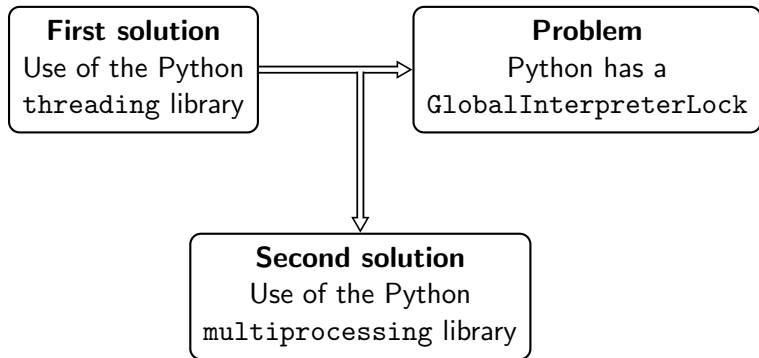 First solution
Use of the Python
threading library
Problem
Python has a
GlobalInterpreterLock
Second solution
Use of the Python
multiprocessing library